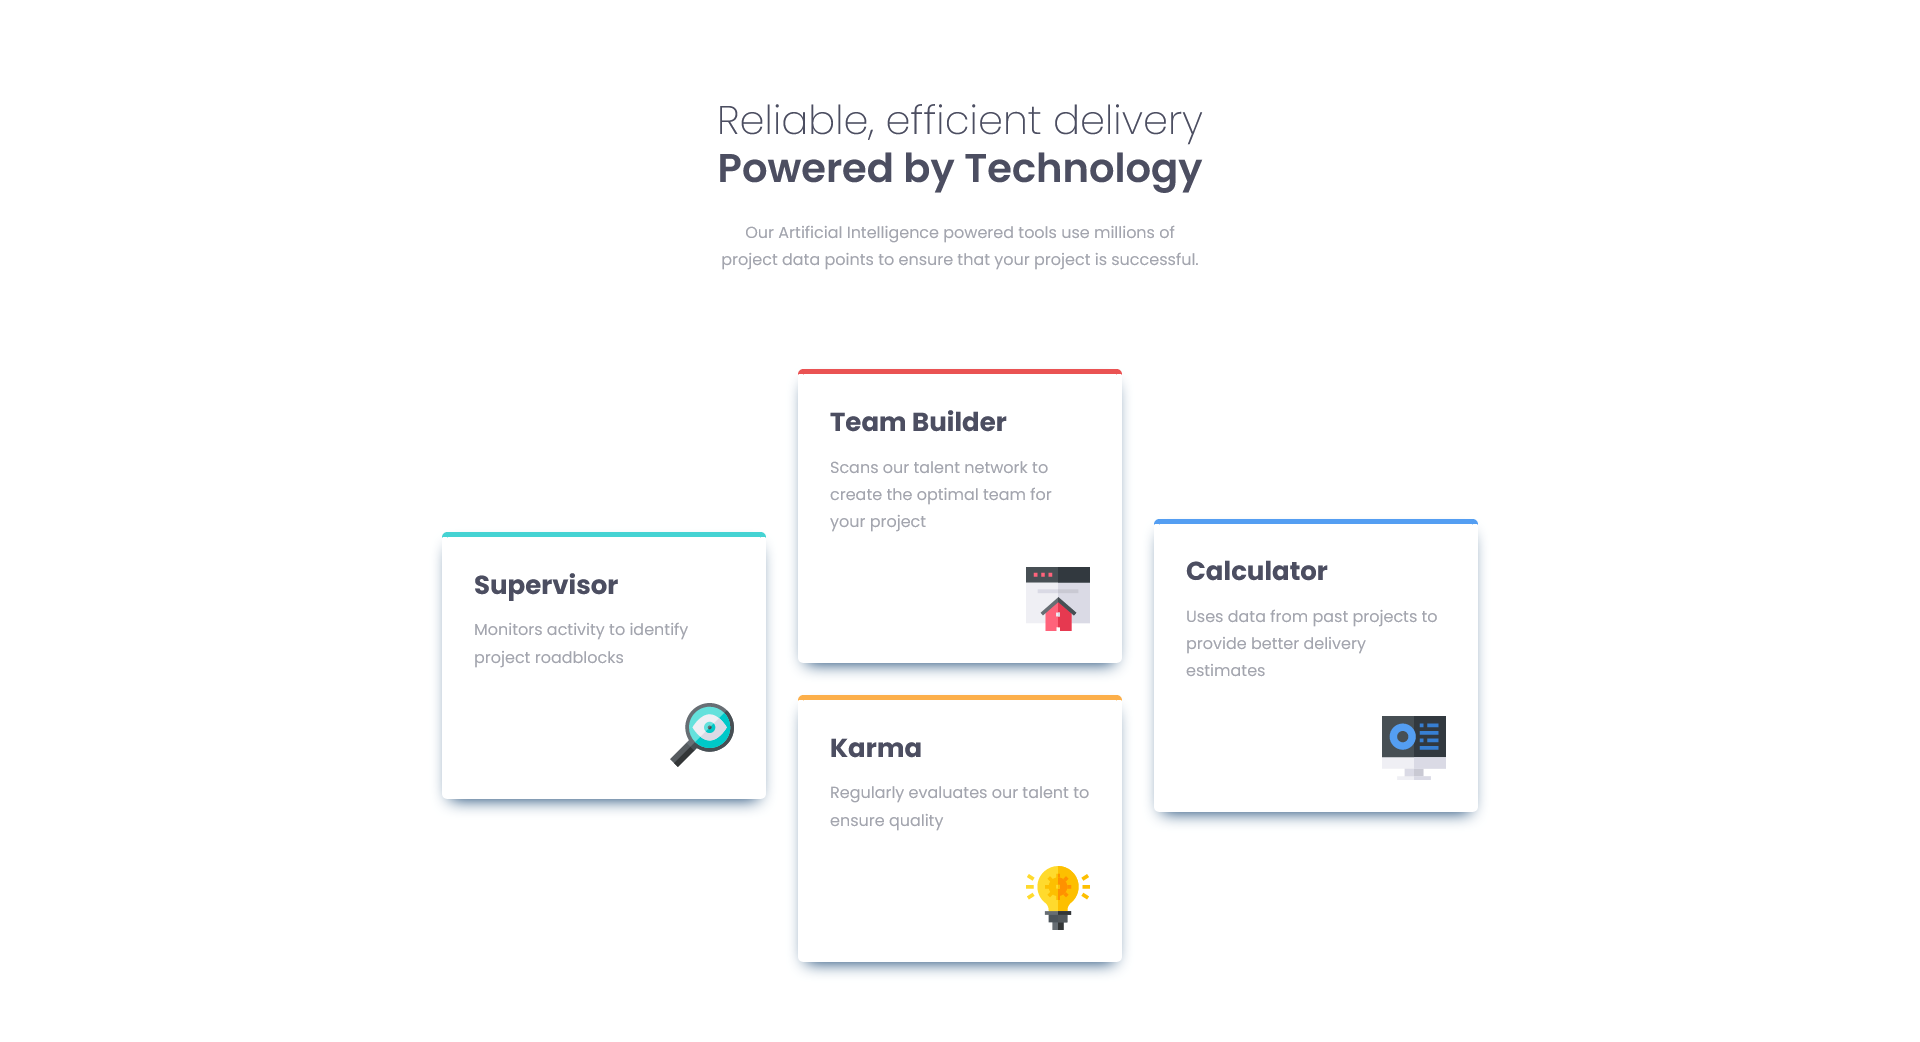 Reliable, efficient delivery
Powered by Technology
Our Artificial Intelligence powered tools use millions of
project data points to ensure that your project is successful.
Supervisor
Monitors activity to identify
project roadblocks
Team Builder
Scans our talent network to
create the optimal team for
your project
Karma
Regularly evaluates our talent to
ensure quality
Calculator
Uses data from past projects to
provide better delivery
estimates